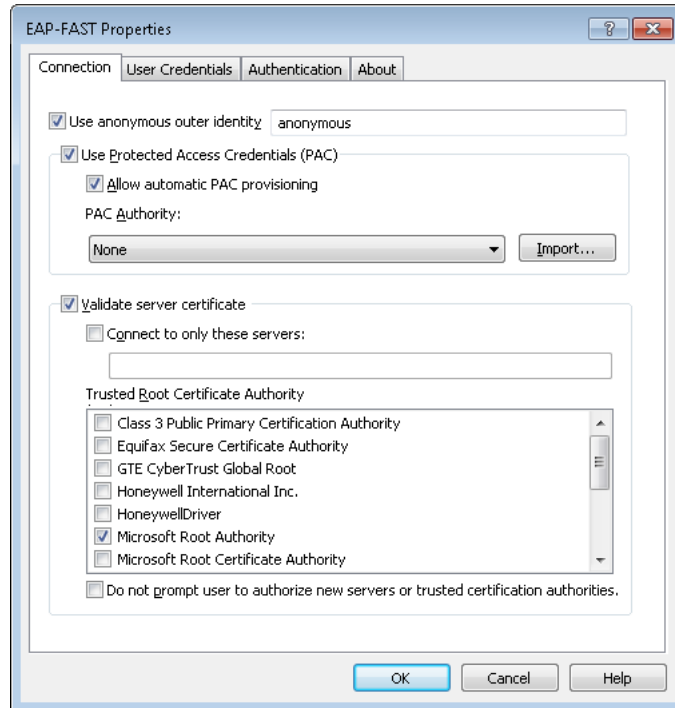 EAP-FAST Properties
Connection User Credentials Authentication About
Use anonymous outer identity anonymous
Use Protected Access Credentials (PAC)
Allow automatic PAC provisioning
PAC Authority:
None Import...
Validate server certificate
Connect to only these servers:
Trusted Root Certificate Authority
Class 3 Public Primary Certification Authority
Equifax Secure Certificate Authority
GTE CyberTrust Global Root
Honeywell International Inc.
HoneywellDriver
Microsoft Root Authority
Microsoft Root Certificate Authority
Do not prompt user to authorize new servers or trusted certification authorities.
OK Cancel Help